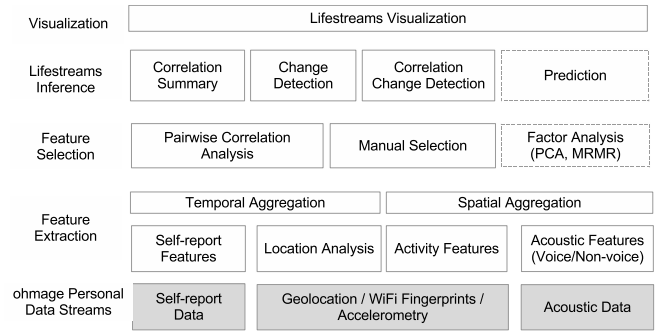 Visualization
Lifestreams Visualization
Lifestreams
Inference
Correlation
Summary
Change
Detection
Correlation
Change Detection
Prediction
Feature
Selection
Pairwise Correlation
Analysis
Manual Selection
Factor Analysis
(PCA, MRMR)
Feature
Extraction
Temporal Aggregation
Spatial Aggregation
Self-report
Features
Location Analysis
Activity Features
Acoustic Features
(Voice/Non-voice)
ohmage Personal
Data Streams
Self-report
Data
Geolocation / WiFi Fingerprints /
Accelerometry
Acoustic Data